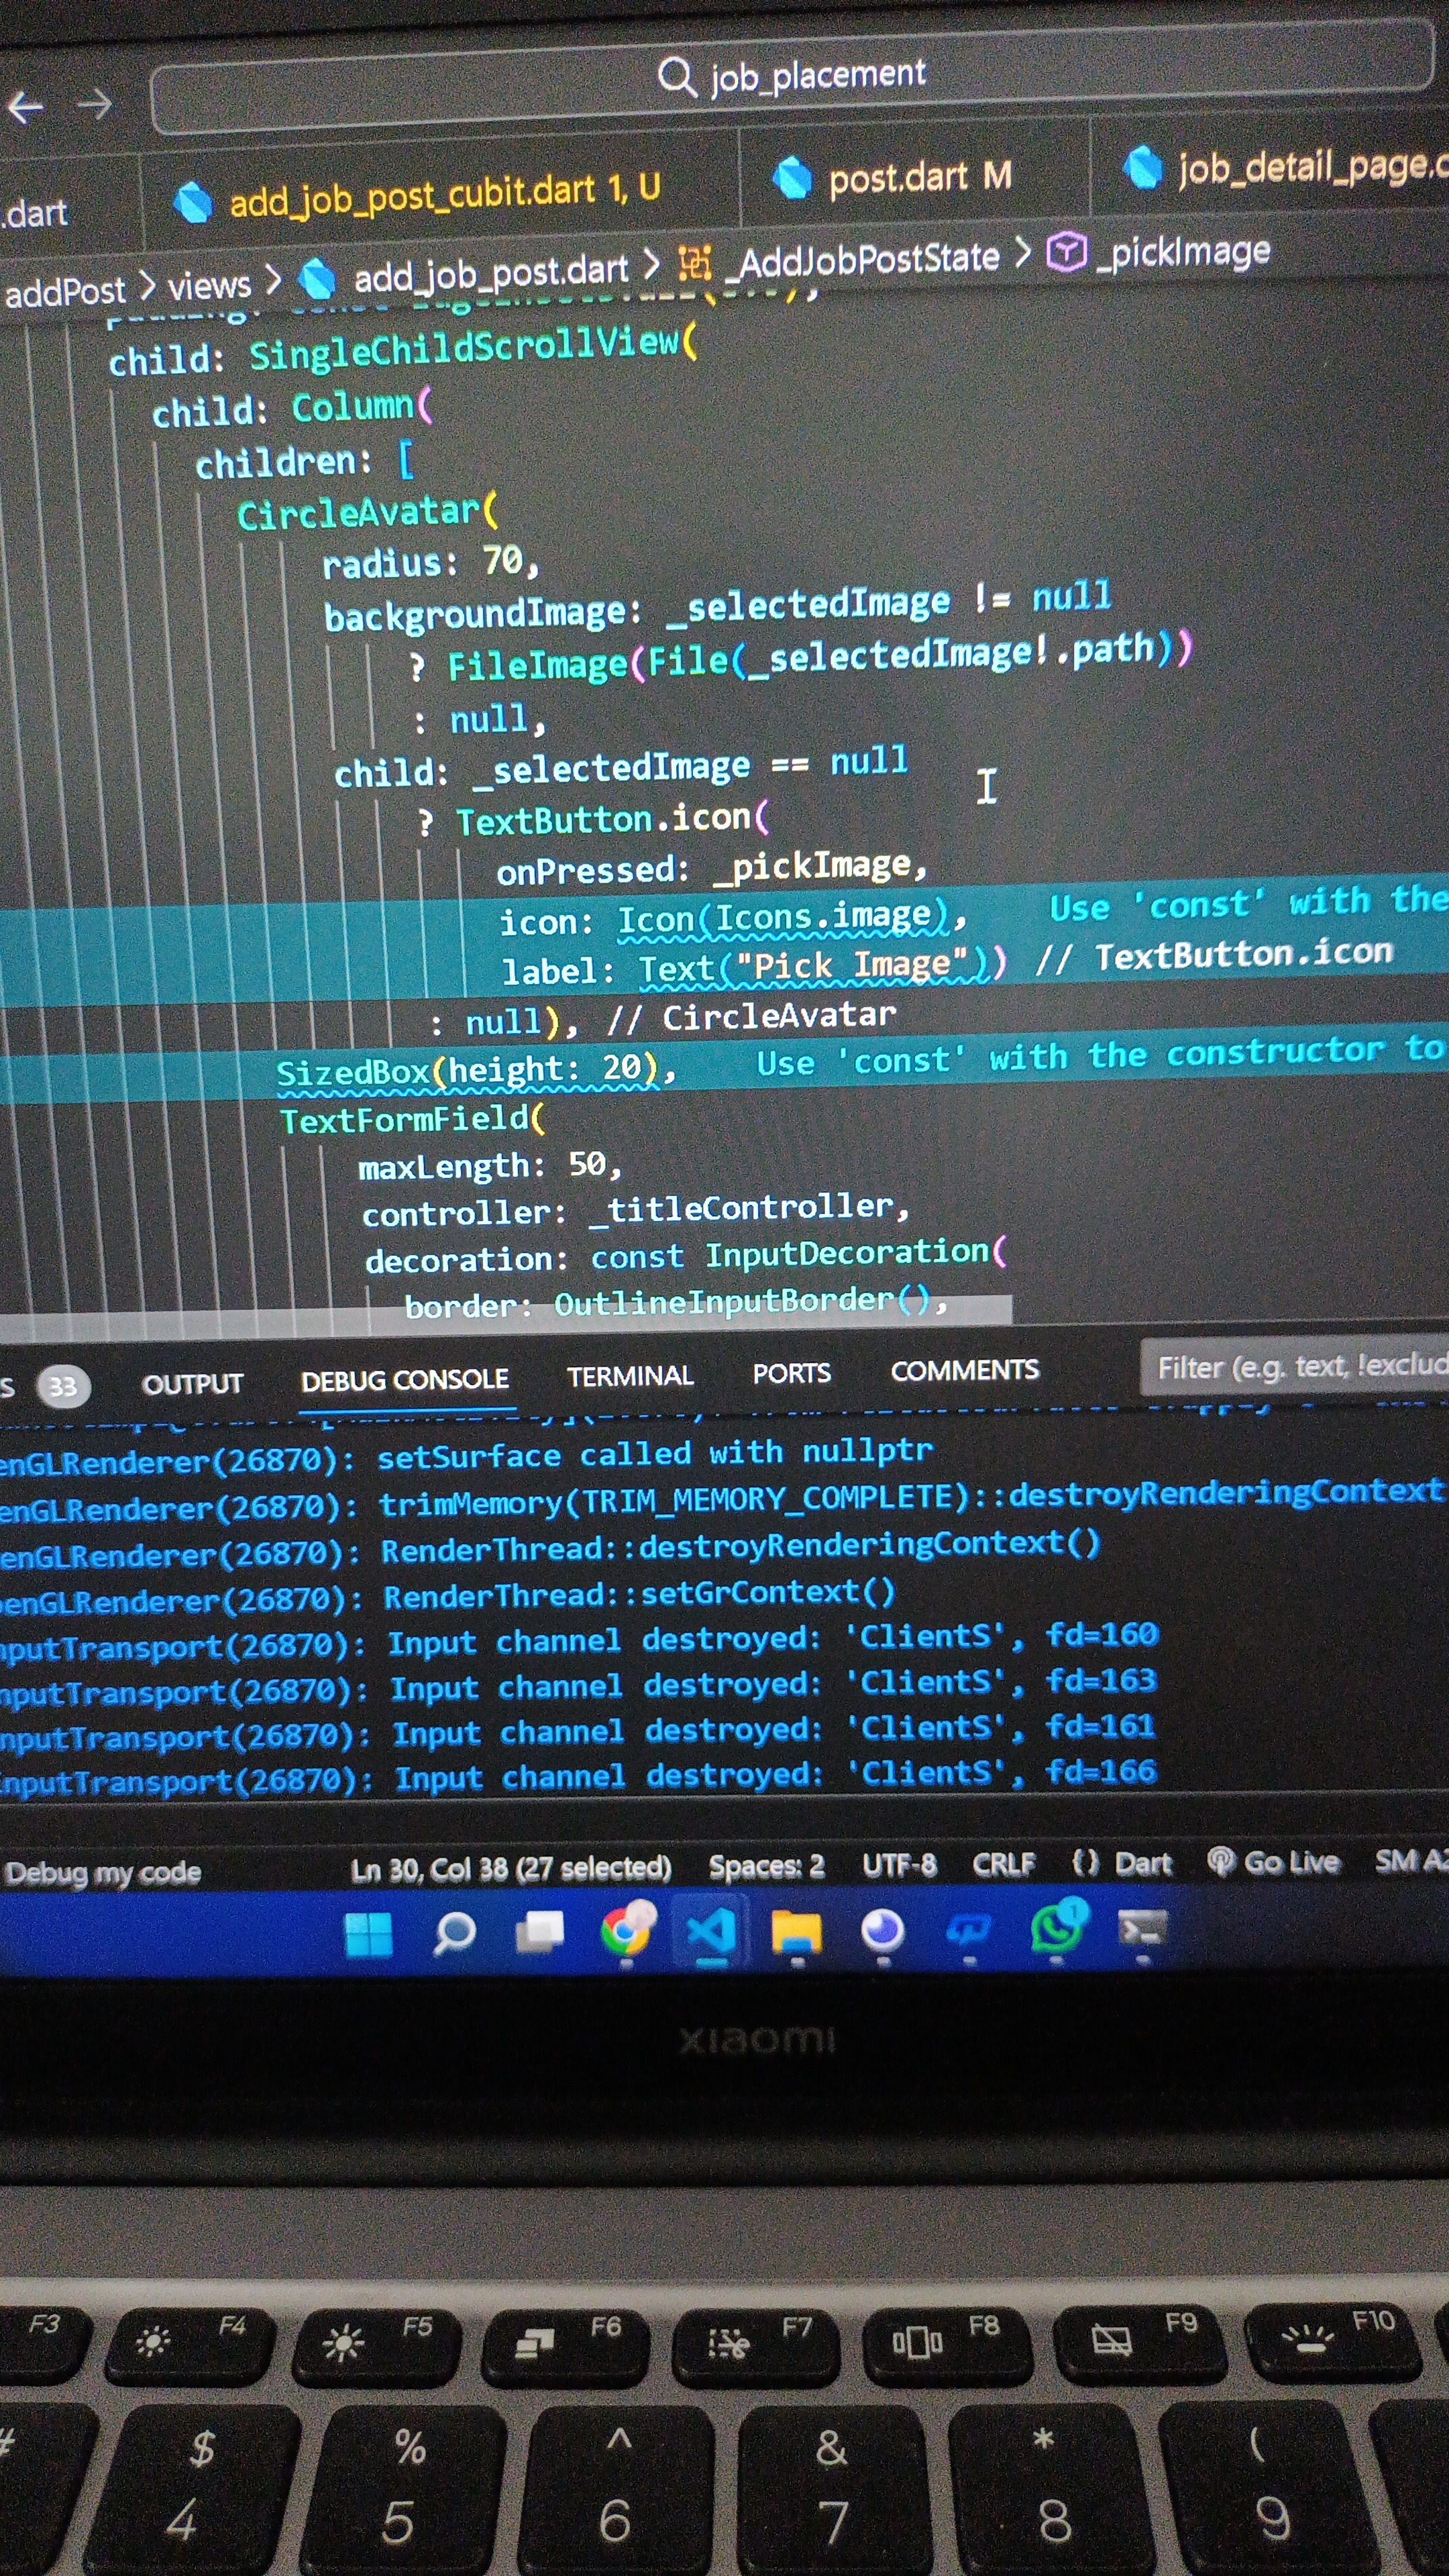 job_placement
.dart
add_job_post_cubit.dart 1, U
post.dart M
job_detail_page.
addPost > views > add_job_post.dart > _AddJobPostState > _pickImage
child: SingleChildScrollView(
child: Column(
children: [
CircleAvatar(
radius: 70,
backgroundImage: _selectedImage != null
? FileImage(File(_selectedImage!.path))
: null,
child: _selectedImage == null
? TextButton.icon(
onPressed: _pickImage,
icon: Icon(Icons.image), Use 'const' with the
label: Text("Pick Image")) // TextButton.icon
: null), // CircleAvatar
SizedBox(height: 20), Use 'const' with the constructor to
TextFormField(
maxLength: 50,
controller: _titleController,
decoration: const InputDecoration(
border: OutlineInputBorder(),
S 33 OUTPUT DEBUG CONSOLE TERMINAL PORTS COMMENTS Filter (e.g. text, !exclud
enGLRenderer(26870): setSurface called with nullptr
enGLRenderer(26870): trimMemory(TRIM_MEMORY_COMPLETE)::destroyRenderingContext
enGLRenderer(26870): RenderThread::destroyRenderingContext()
enGLRenderer(26870): RenderThread::setGrContext()
nputTransport(26870): Input channel destroyed: 'ClientS', fd=160
nputTransport(26870): Input channel destroyed: 'ClientS', fd=163
nputTransport(26870): Input channel destroyed: 'ClientS', fd=161
InputTransport(26870): Input channel destroyed: 'ClientS', fd=166
Debug my code Ln 30, Col 38 (27 selected) Spaces: 2 UTF-8 CRLF {} Dart Go Live SM
1
xiaomi
F3 F4 F5 F6 F7 F8 F9 F10
# $ % ^ & * (
4 5 6 7 8 9